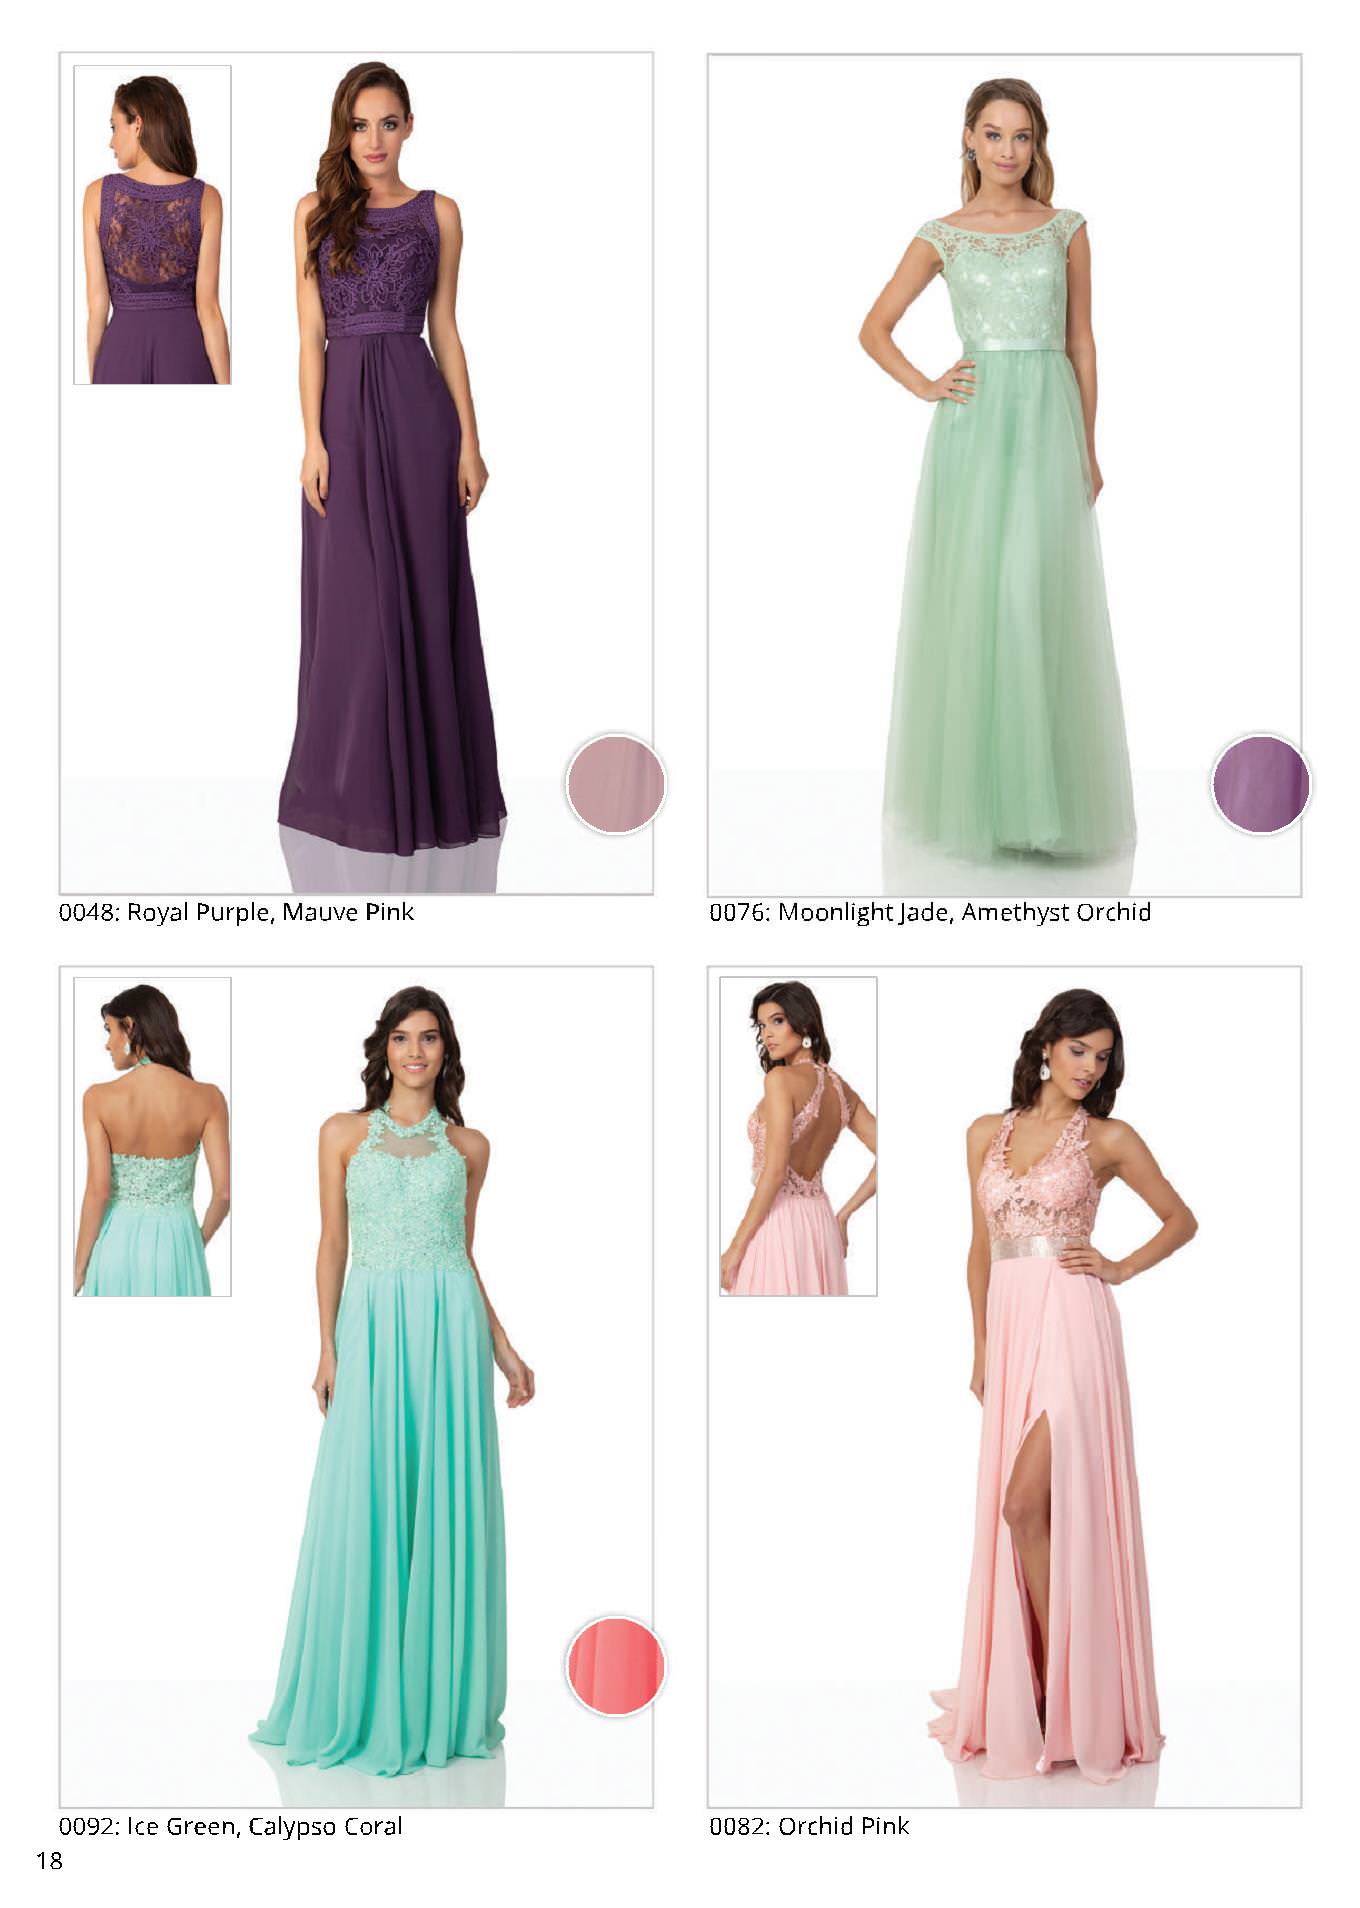 0048: Royal Purple, Mauve Pink
0076: Moonlight Jade, Amethyst Orchid
0092: Ice Green, Calypso Coral
0082: Orchid Pink
18